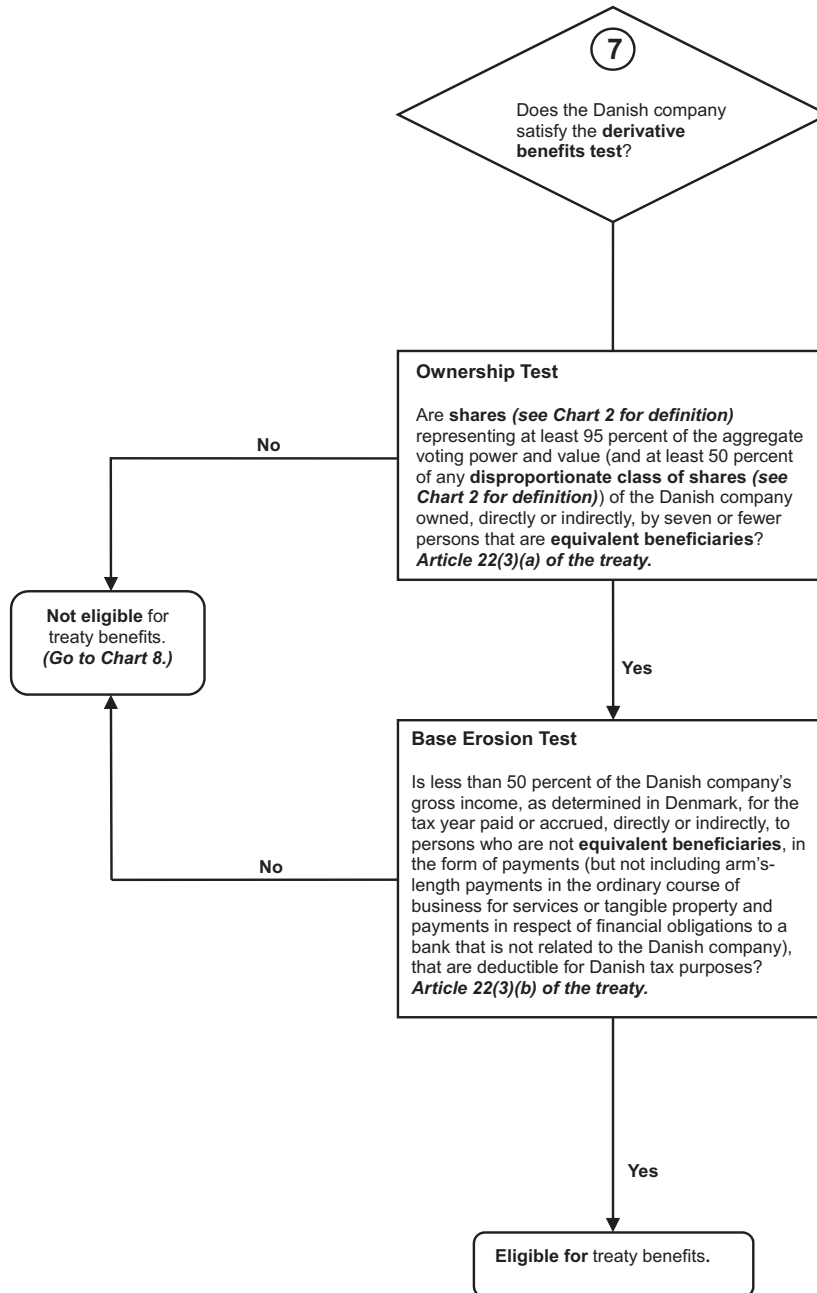 7
Does the Danish company
satisfy the derivative
benefits test?
Ownership Test
Are shares (see Chart 2 for definition)
representing at least 95 percent of the aggregate
voting power and value (and at least 50 percent
of any disproportionate class of shares (see
Chart 2 for definition)) of the Danish company
owned, directly or indirectly, by seven or fewer
persons that are equivalent beneficiaries?
Article 22(3)(a) of the treaty.
No
Not eligible for
treaty benefits.
(Go to Chart 8.)
Yes
Base Erosion Test
Is less than 50 percent of the Danish company's
gross income, as determined in Denmark, for the
tax year paid or accrued, directly or indirectly, to
persons who are not equivalent beneficiaries, in
the form of payments (but not including arm's-
length payments in the ordinary course of
business for services or tangible property and
payments in respect of financial obligations to a
bank that is not related to the Danish company),
that are deductible for Danish tax purposes?
Article 22(3)(b) of the treaty.
No
Yes
Eligible for treaty benefits.